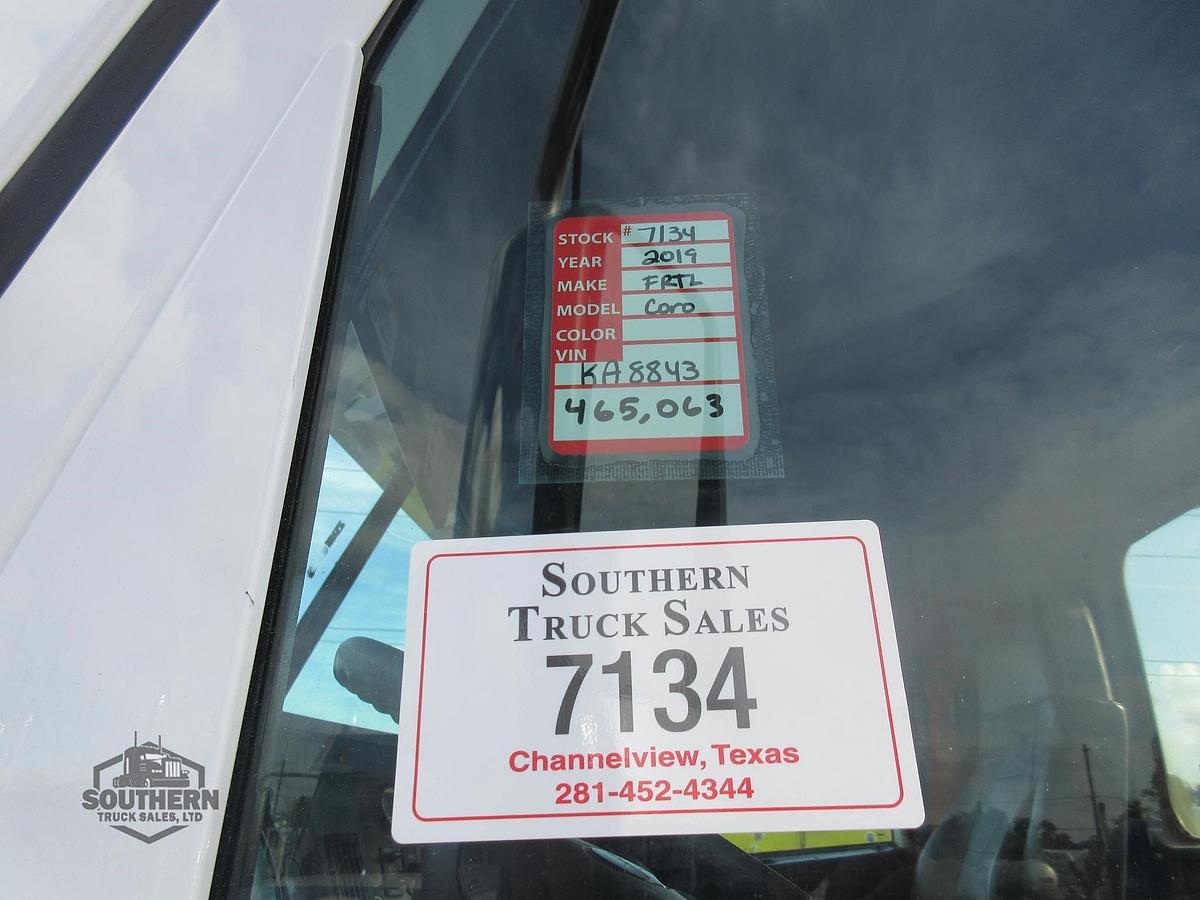 STOCK # 7134
YEAR 2019
MAKE FRTL
MODEL Coro
COLOR
VIN
KA8843
465,063
SOUTHERN
TRUCK SALES
7134
Channelview, Texas
281-452-4344
SOUTHERN
TRUCK SALES, LTD